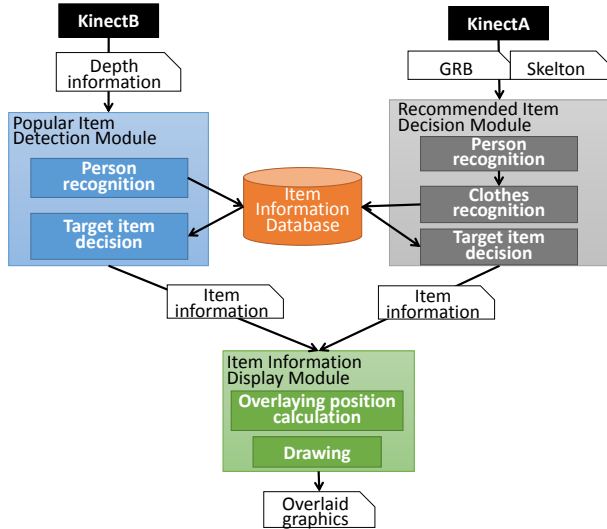 KinectB
KinectA
Depth
information
GRB
Skelton
Popular Item
Detection Module
Person
recognition
Target item
decision
Item
Information
Database
Recommended Item
Decision Module
Person
recognition
Clothes
recognition
Target item
decision
Item
information
Item
information
Item Information
Display Module
Overlaying position
calculation
Drawing
Overlaid
graphics